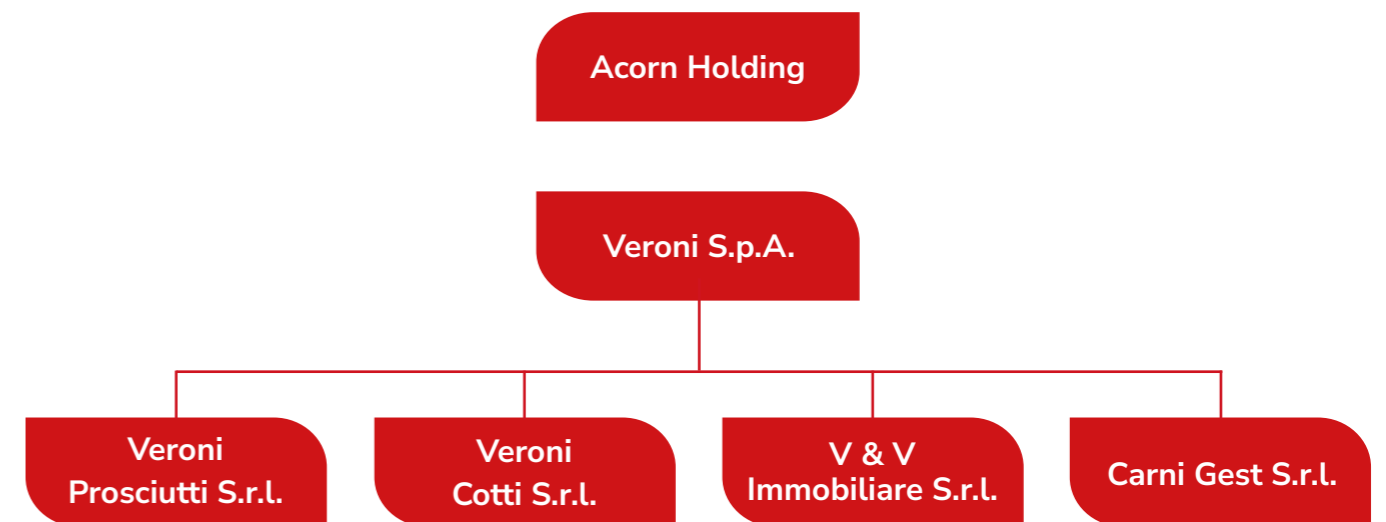 Acorn Holding
Veroni S.p.A.
Veroni
Prosciutti S.r.l.
Veroni
Cotti S.r.l.
V & V
Immobiliare S.r.l.
Carni Gest S.r.l.